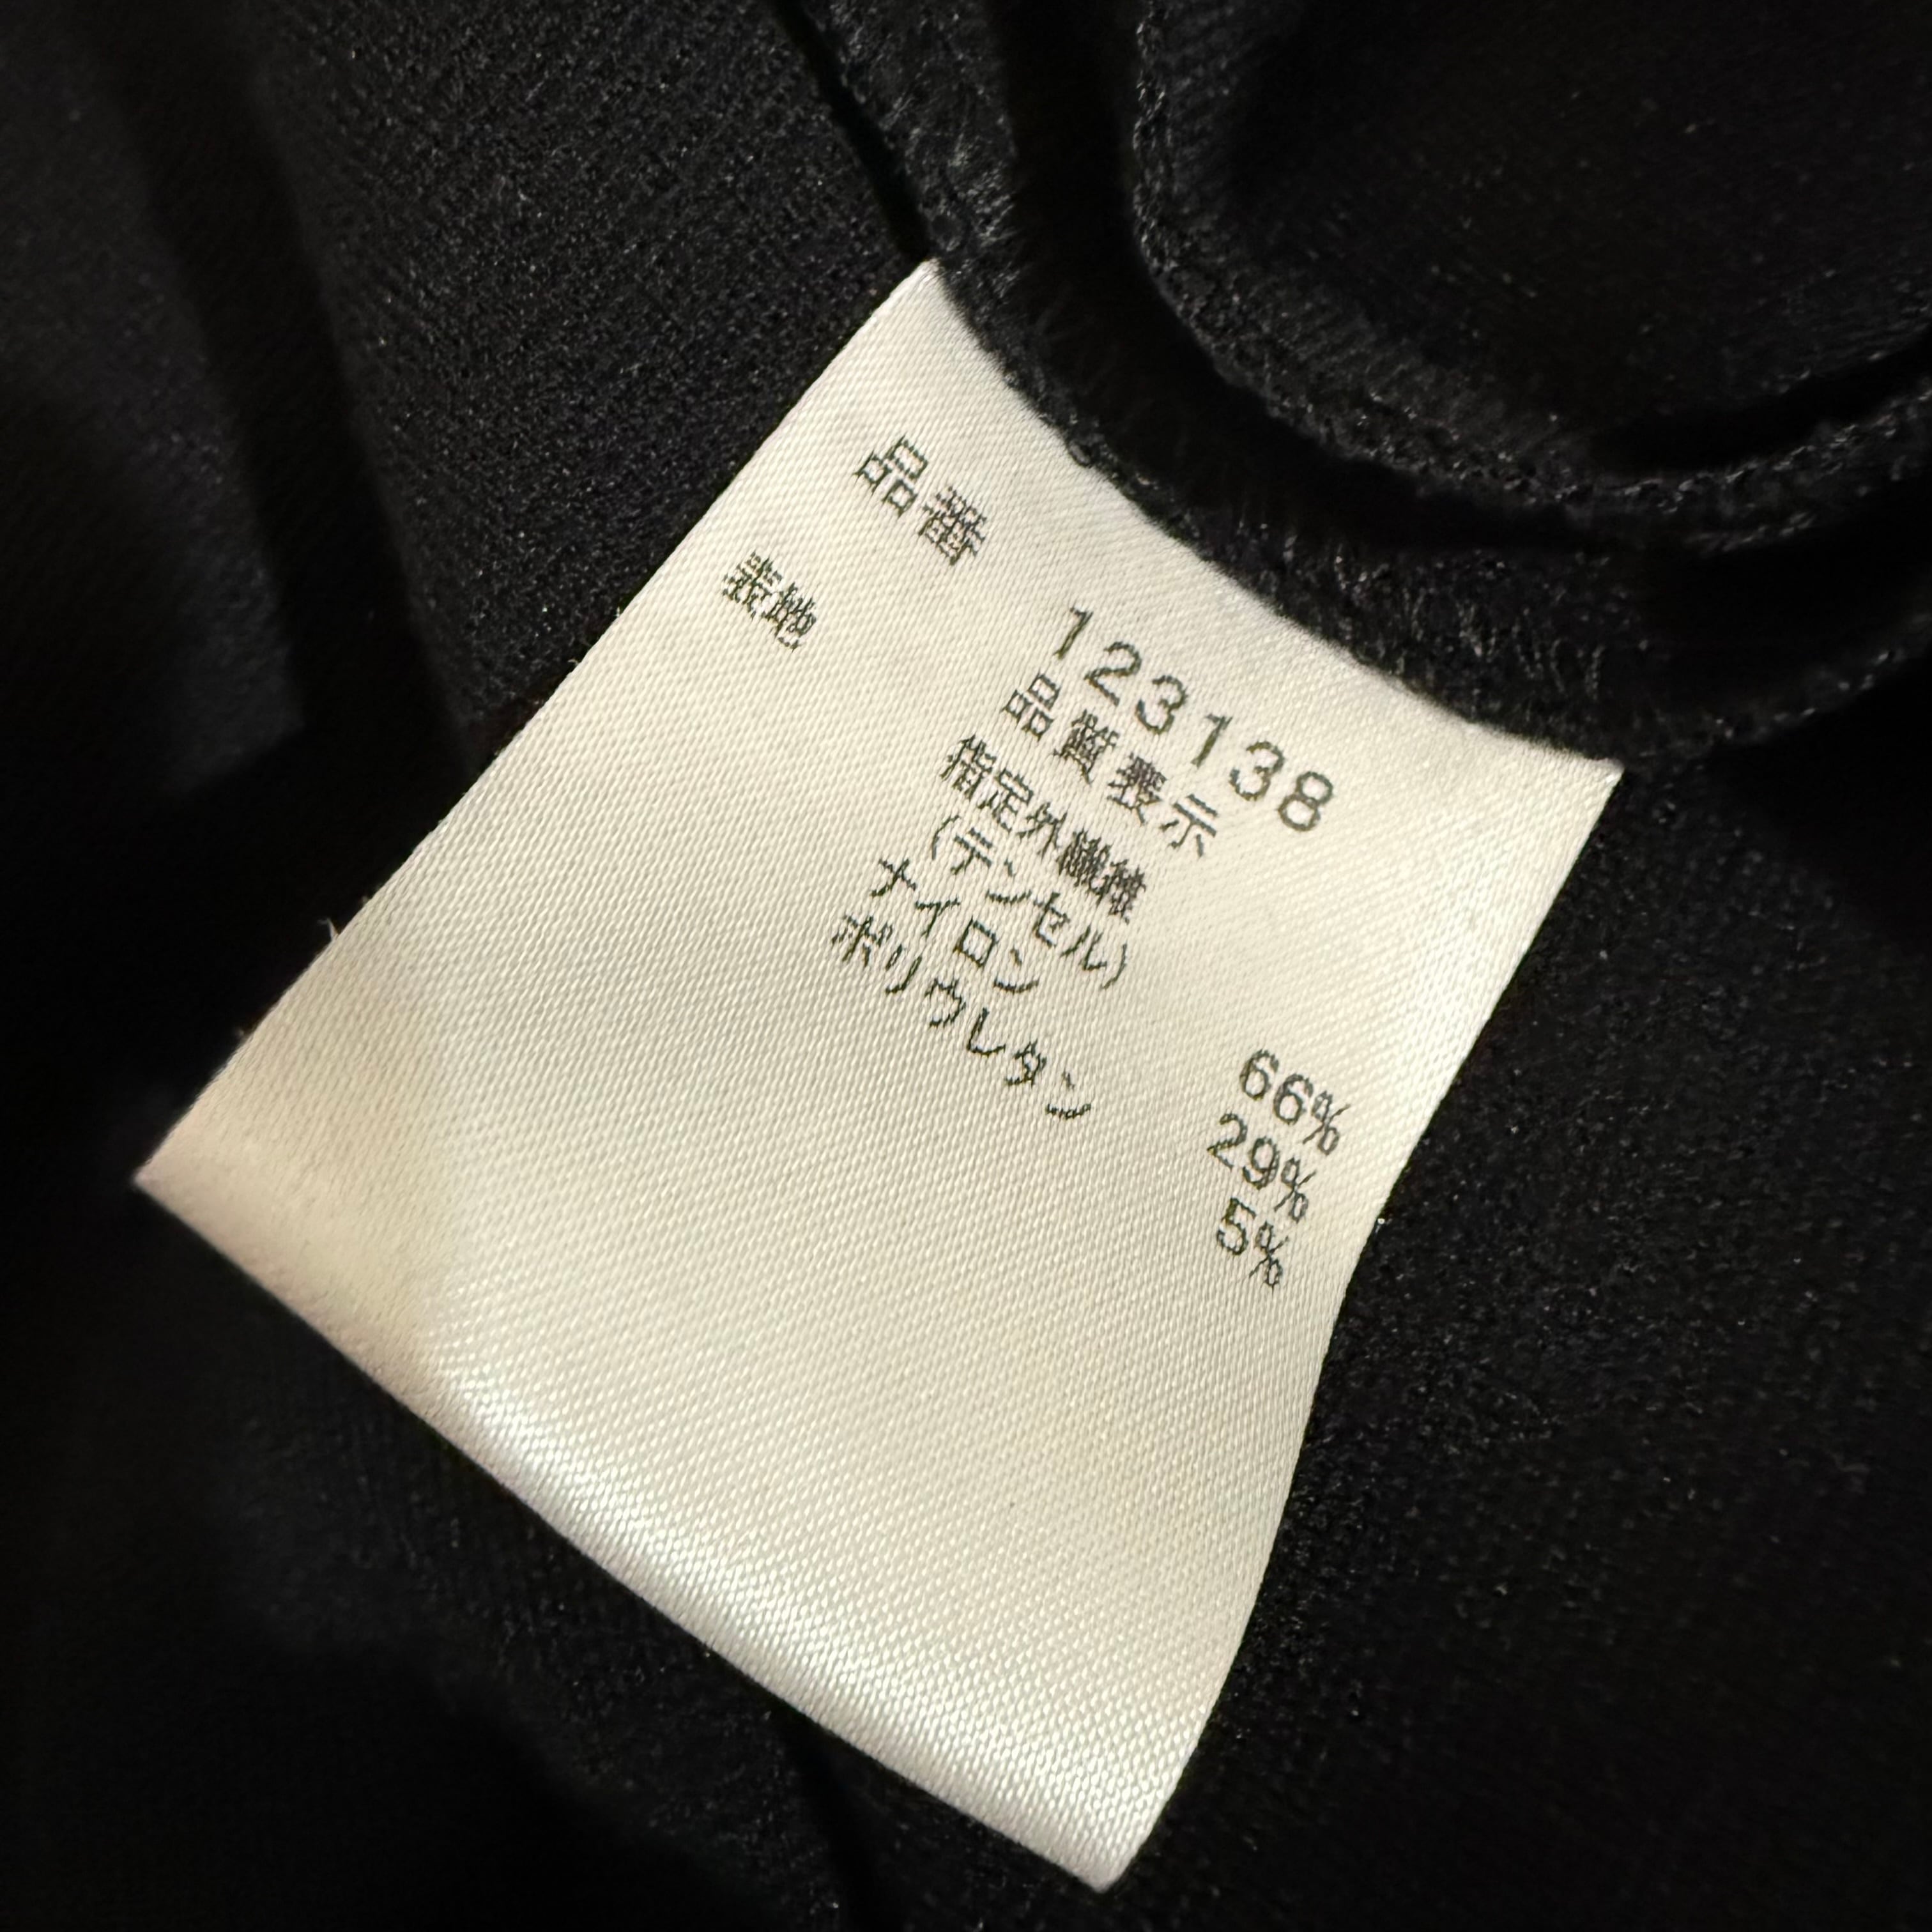 品番 123138
品質表示
表地 指定外繊維
(テンセル) 66%
ナイロン 29%
ポリウレタン 5%